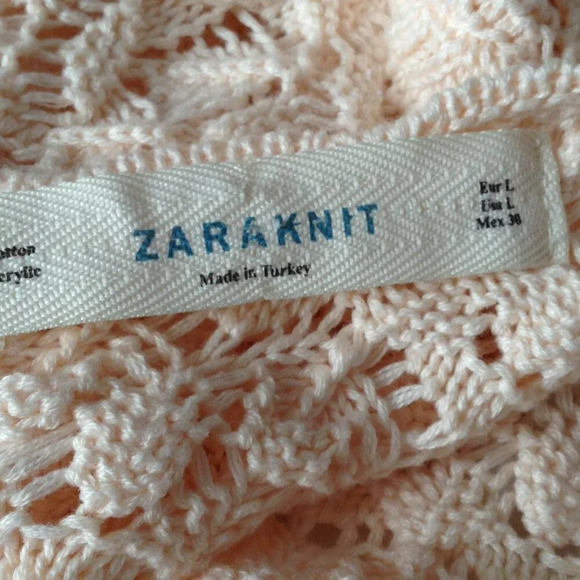 ZARAKNIT
Made in Turkey
Eur L
Usa L
Mex 30